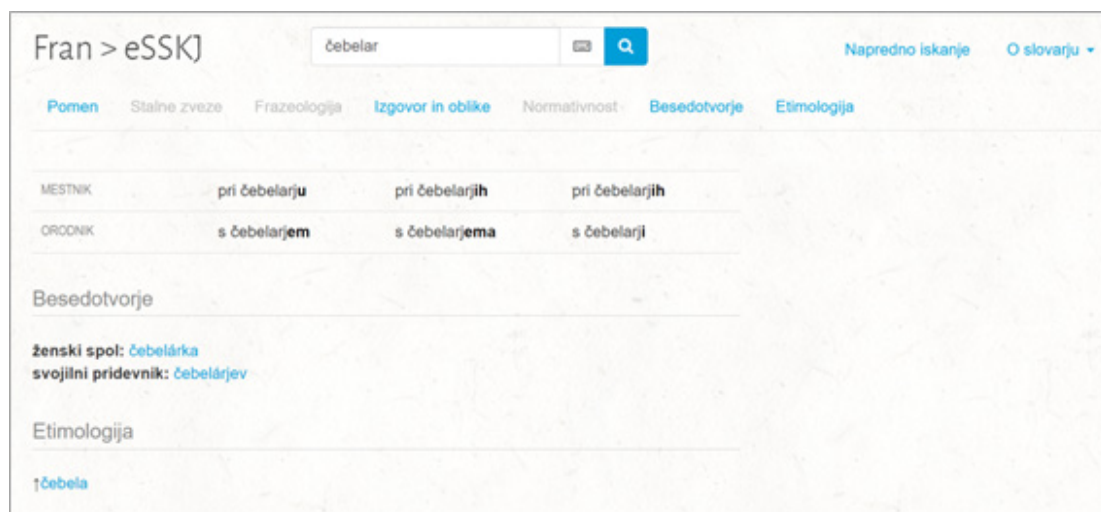 Fran > eSSKJ čebelar Napredno iskanje O slovarju
Pomen Stalne zveze Frazeologija Izgovor in oblike Normativnost Besedotvorje Etimologija
MESTNIK pri čebelarju pri čebelarjih pri čebelarjih
ORODNIK s čebelarjem s čebelarjema s čebelarji
Besedotvorje
ženski spol: čebelárka
svojilni pridevnik: čebelárjev
Etimologija
↑čebela